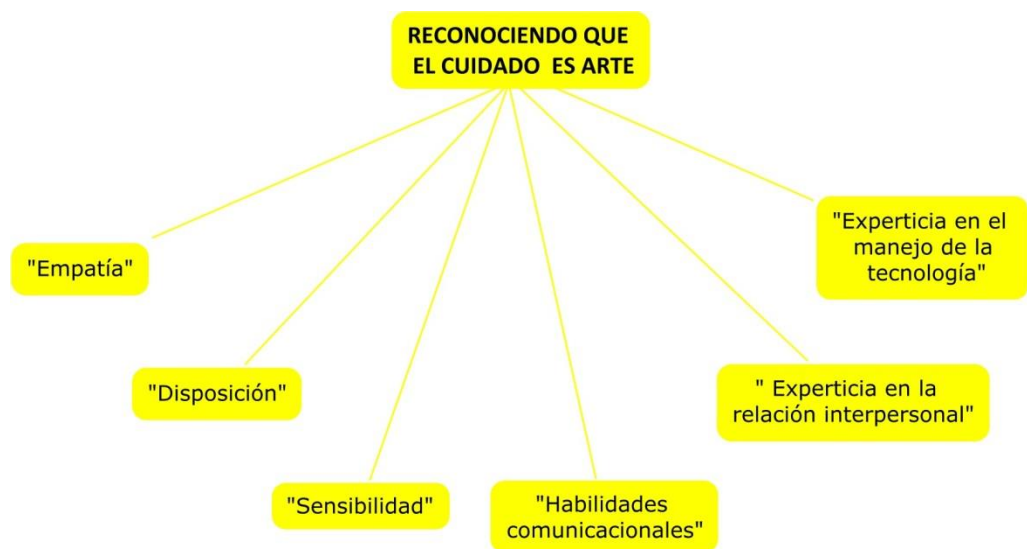 RECONOCIENDO QUE
EL CUIDADO ES ARTE
"Empatía"
"Disposición"
"Sensibilidad"
"Habilidades
comunicacionales"
" Experticia en la
relación interpersonal"
"Experticia en el
manejo de la
tecnología"